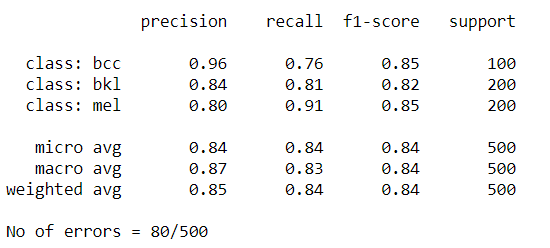 precision recall f1-score support
class: bcc 0.96 0.76 0.85 100
class: bkl 0.84 0.81 0.82 200
class: mel 0.80 0.91 0.85 200
micro avg 0.84 0.84 0.84 500
macro avg 0.87 0.83 0.84 500
weighted avg 0.85 0.84 0.84 500
No of errors = 80/500